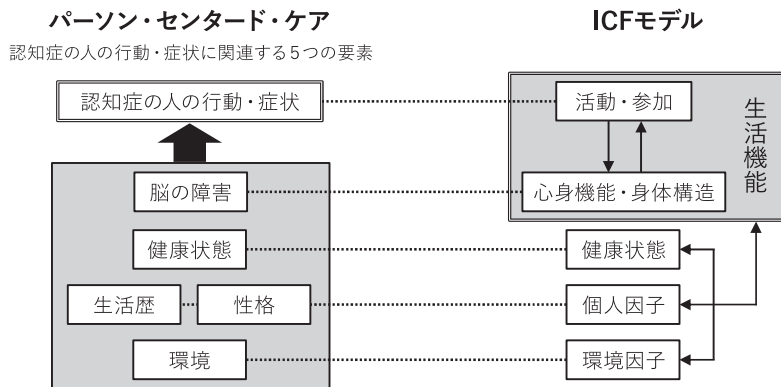 パーソン・センタード・ケア
認知症の人の行動・症状に関連する5つの要素
認知症の人の行動・症状
脳の障害
健康状態
生活歴
性格
環境
ICFモデル
活動・参加
心身機能・身体構造
生活機能
健康状態
個人因子
環境因子